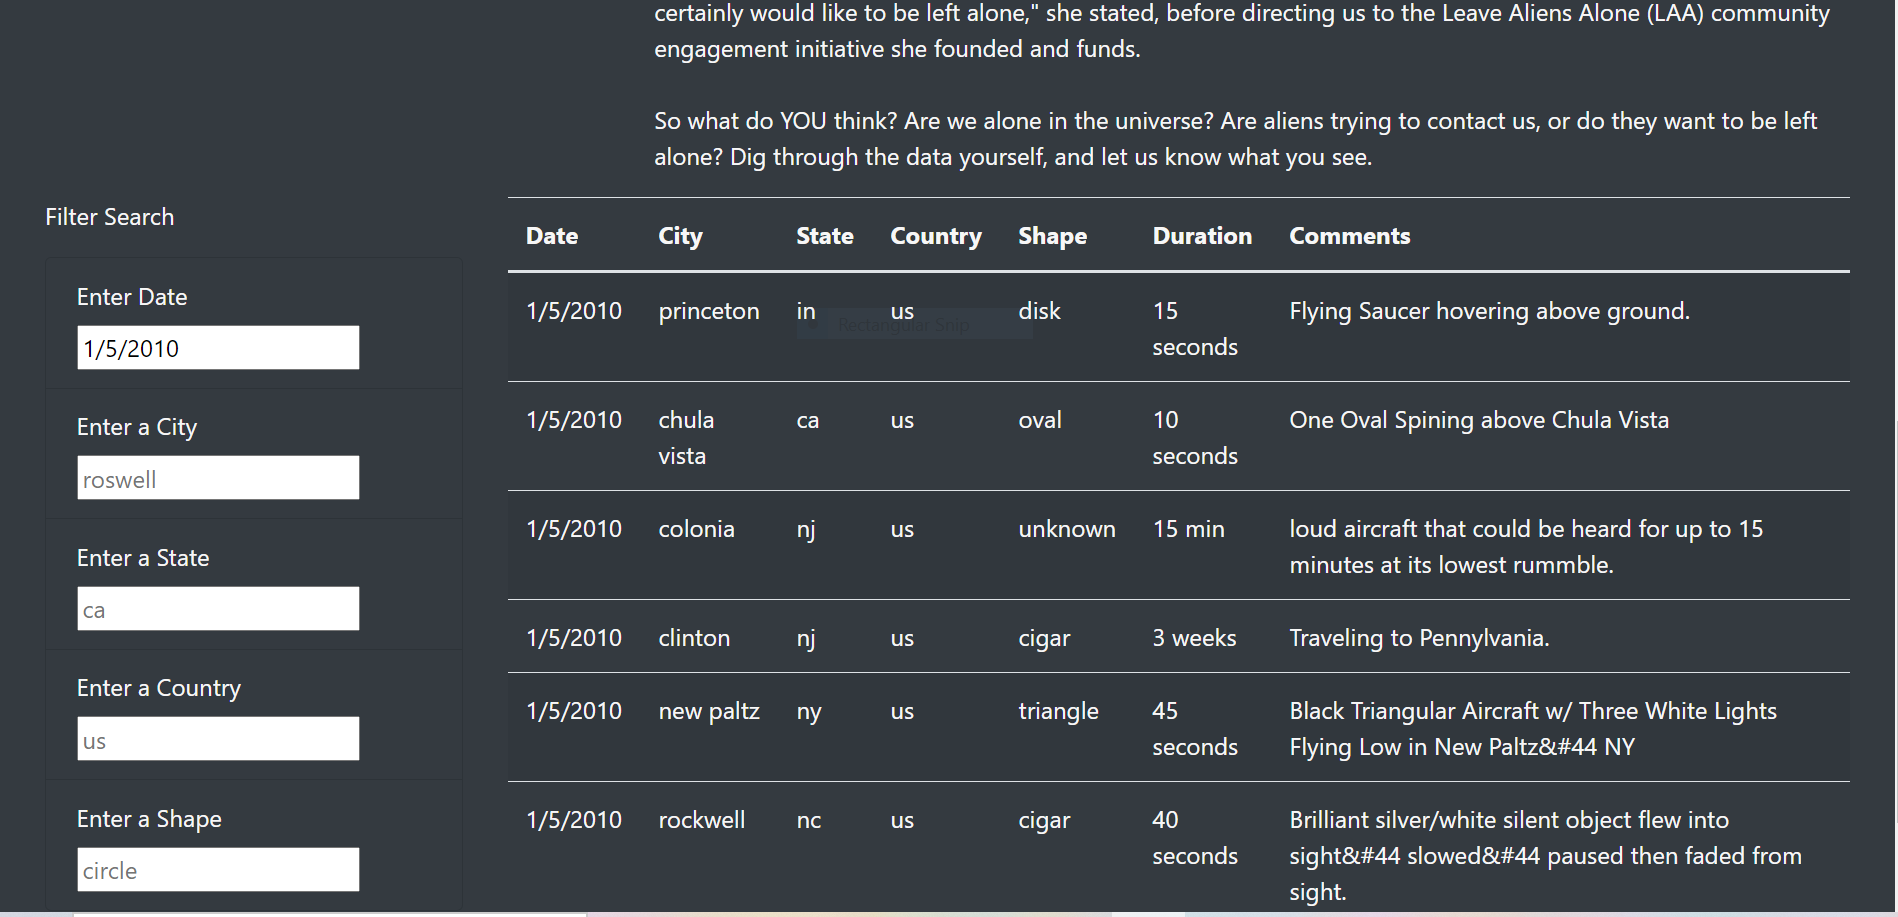 certainly would like to be left alone," she stated, before directing us to the Leave Aliens Alone (LAA) community
engagement initiative she founded and funds.
So what do YOU think? Are we alone in the universe? Are aliens trying to contact us, or do they want to be left
alone? Dig through the data yourself, and let us know what you see.
Filter Search
Enter Date
1/5/2010
Enter a City
roswell
Enter a State
ca
Enter a Country
us
Enter a Shape
circle
Date City State Country Shape Duration Comments
1/5/2010 princeton in us disk 15 Flying Saucer hovering above ground.
Rectangular Snip
seconds
1/5/2010 chula ca us oval 10 One Oval Spining above Chula Vista
vista seconds
1/5/2010 colonia nj us unknown 15 min loud aircraft that could be heard for up to 15
minutes at its lowest rummble.
1/5/2010 clinton nj us cigar 3 weeks Traveling to Pennylvania.
1/5/2010 new paltz ny us triangle 45 Black Triangular Aircraft w/ Three White Lights
seconds Flying Low in New Paltz&#44 NY
1/5/2010 rockwell nc us cigar 40 Brilliant silver/white silent object flew into
seconds sight&#44 slowed&#44 paused then faded from
sight.